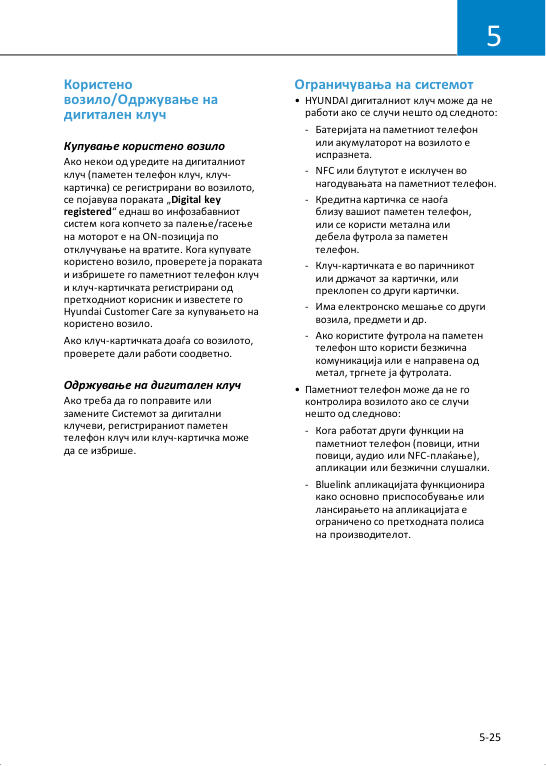 5
Користено
возило/Одржување на
дигитален клуч
Купување користено возило
Ако некои од уредите на дигиталниот
клуч (паметен телефон клуч, клуч-
картичка) се регистрирани во возилото,
се појавува пораката „Digital key
registered“ еднаш во инфозабавниот
систем кога копчето за палење/гасење
на моторот е на ON-позиција по
отклучување на вратите. Кога купувате
користено возило, проверете ја пораката
и избришете го паметниот телефон клуч
и клуч-картичката регистрирани од
претходниот корисник и известете го
Hyundai Customer Care за купувањето на
користено возило.
Ако клуч-картичката доаѓа со возилото,
проверете дали работи соодветно.
Одржување на дигитален клуч
Ако треба да го поправите или
замените Системот за дигитални
клучеви, регистрираниот паметен
телефон клуч или клуч-картичка може
да се избрише.
Ограничувања на системот
• HYUNDAI дигиталниот клуч може да не
работи ако се случи нешто од следното:
- Батеријата на паметниот телефон
или акумулаторот на возилото е
испразнета.
- NFC или блутутот е исклучен во
нагодувањата на паметниот телефон.
- Кредитна картичка се наоѓа
близу вашиот паметен телефон,
или се користи метална или
дебела футрола за паметен
телефон.
- Клуч-картичката е во паричникот
или држачот за картички, или
преклопен со други картички.
- Има електронско мешање со други
возила, предмети и др.
- Ако користите футрола на паметен
телефон што користи безжична
комуникација или е направена од
метал, тргнете ја футролата.
• Паметниот телефон може да не го
контролира возилото ако се случи
нешто од следново:
- Кога работат други функции на
паметниот телефон (повици, итни
повици, аудио или NFC-плаќање),
апликации или безжични слушалки.
- Bluelink апликацијата функционира
како основно приспособување или
лансирањето на апликацијата е
ограничено со претходната полиса
на производителот.
5-25